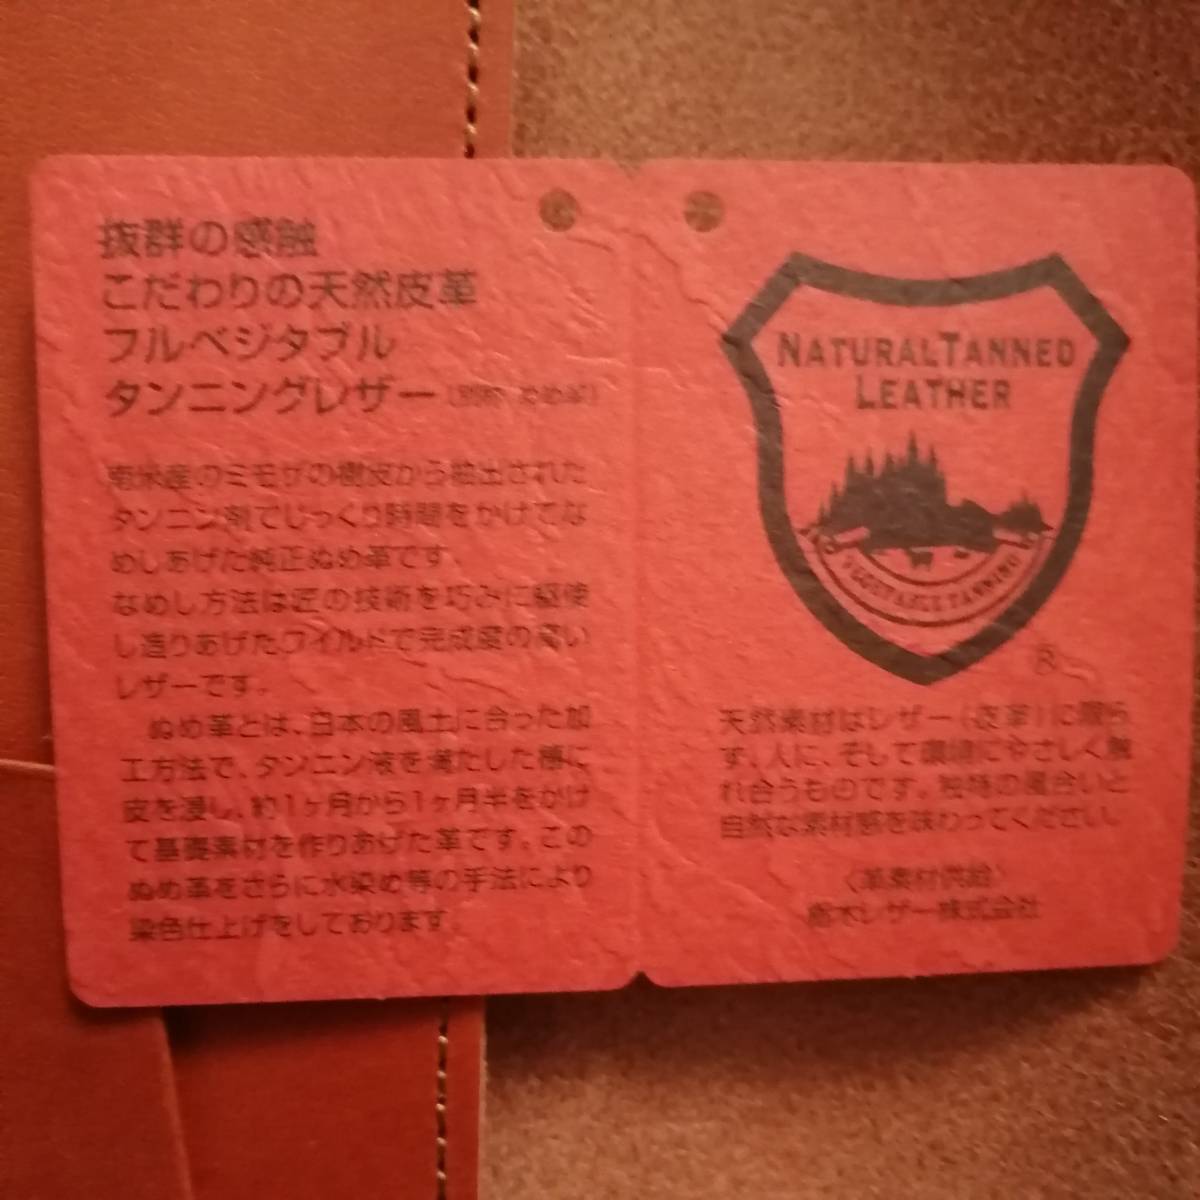 抜群の感触
こだわりの天然皮革
フルベジタブル
タンニングレザー(別称 ぬめ革)
南米産のミモザの樹皮から抽出された
タンニン剤でじっくり時間をかけてな
めしあげた純正ぬめ革です。
なめし方法は匠の技術を巧みに駆使
し造りあげたワイルドで完成度の高い
レザーです。
ぬめ革とは、日本の風土に合った加
工方法で、タンニン液を満たした槽に
皮を浸し、約1ヶ月から1ヶ月半をかけ
て基礎素材を作りあげた革です。この
ぬめ革をさらに水染め等の手法により
染色仕上げをしております。
NATURAL TANNED
LEATHER
VEGETABLE TANNING
®
天然素材はレザー(皮革)に限ら
ず、人に、そして環境にやさしく触
れ合うものです。独特の風合いと
自然な素材感を味わってください。
〈革素材供給〉
栃木レザー株式会社